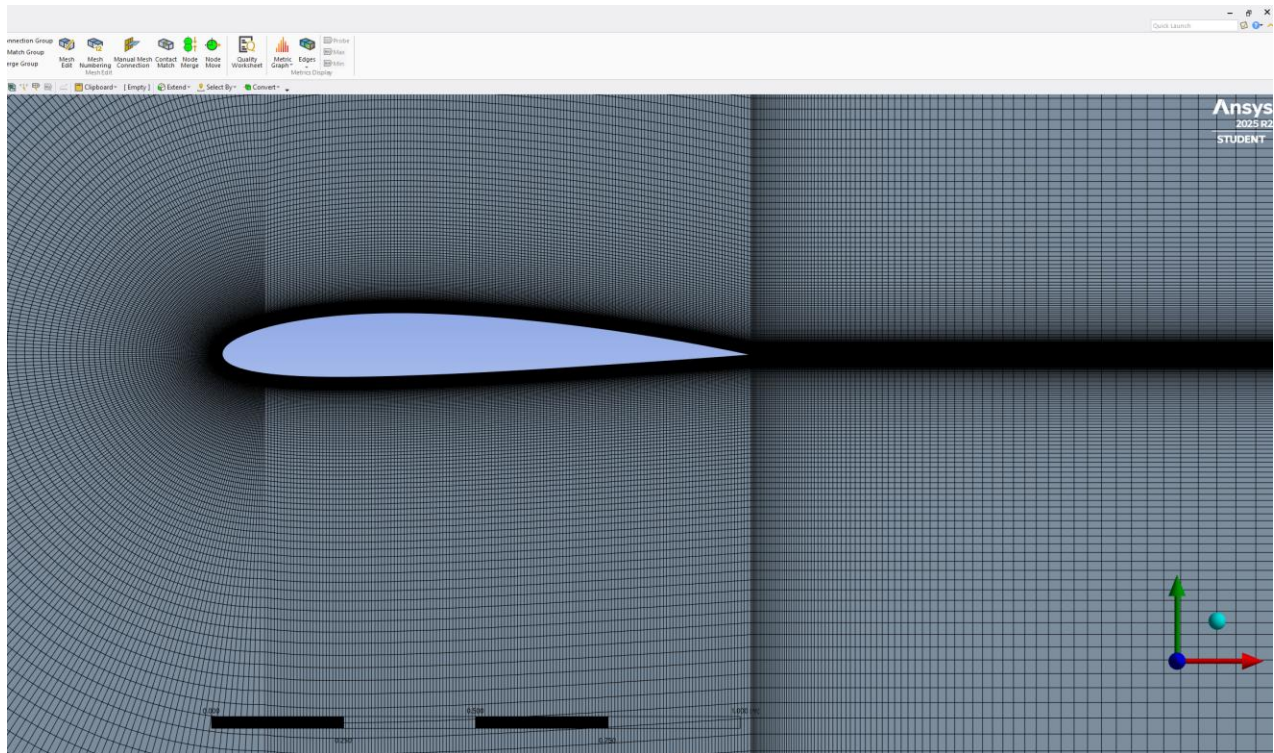 Quick Launch
onnection Group
Match Group
erge Group
Mesh Edit
Mesh Numbering
Manual Mesh Connection
Contact Match
Node Merge
Node Move
Quality Worksheet
Metric Graph
Edges
Probe
Max
Min
Mesh Edit
Metrics Display
Clipboard
[ Empty ]
Extend
Select By
Convert
Ansys
2025 R2
STUDENT
0.000
0.500
1.000
0.250
0.750